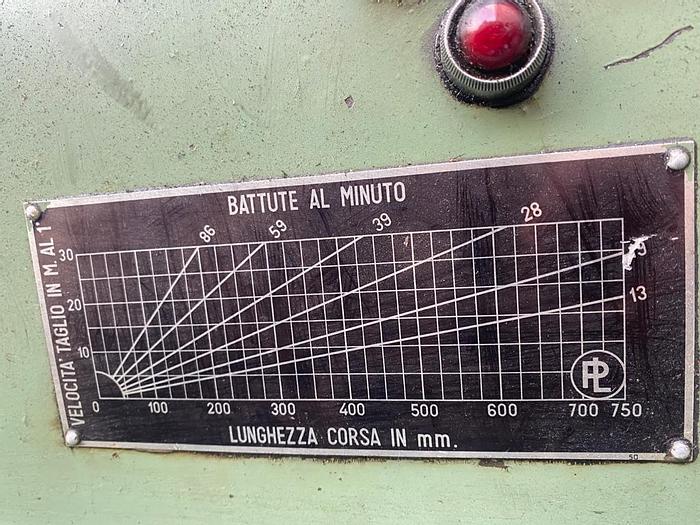 BATTUTE AL MINUTO
86 59 39 28
VELOCITA' TAGLIO IN M. AL 1'
30
20
10
13
PL
0 100 200 300 400 500 600 700 750
LUNGHEZZA CORSA IN mm.
50